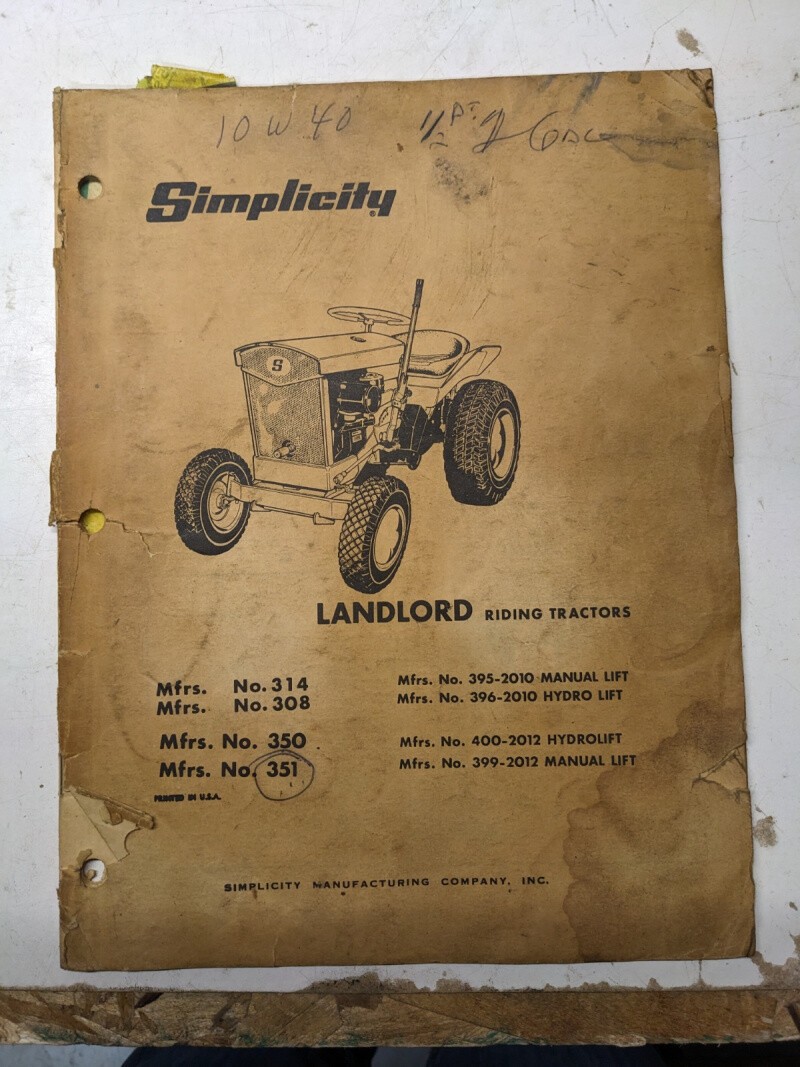 10 W 40 1/2 PT. 2 GAL
Simplicity®
S
LANDLORD RIDING TRACTORS
Mfrs. No. 314
Mfrs. No. 308
Mfrs. No. 350
Mfrs. No. 351
Mfrs. No. 395-2010 MANUAL LIFT
Mfrs. No. 396-2010 HYDRO LIFT
Mfrs. No. 400-2012 HYDROLIFT
Mfrs. No. 399-2012 MANUAL LIFT
PRINTED IN U.S.A.
SIMPLICITY MANUFACTURING COMPANY, INC.